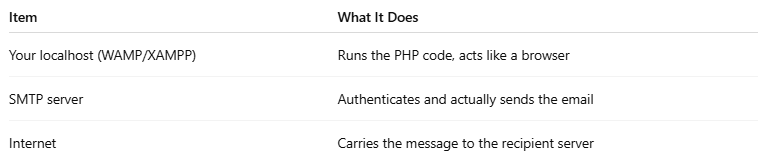 Item What It Does
Your localhost (WAMP/XAMPP) Runs the PHP code, acts like a browser
SMTP server Authenticates and actually sends the email
Internet Carries the message to the recipient server